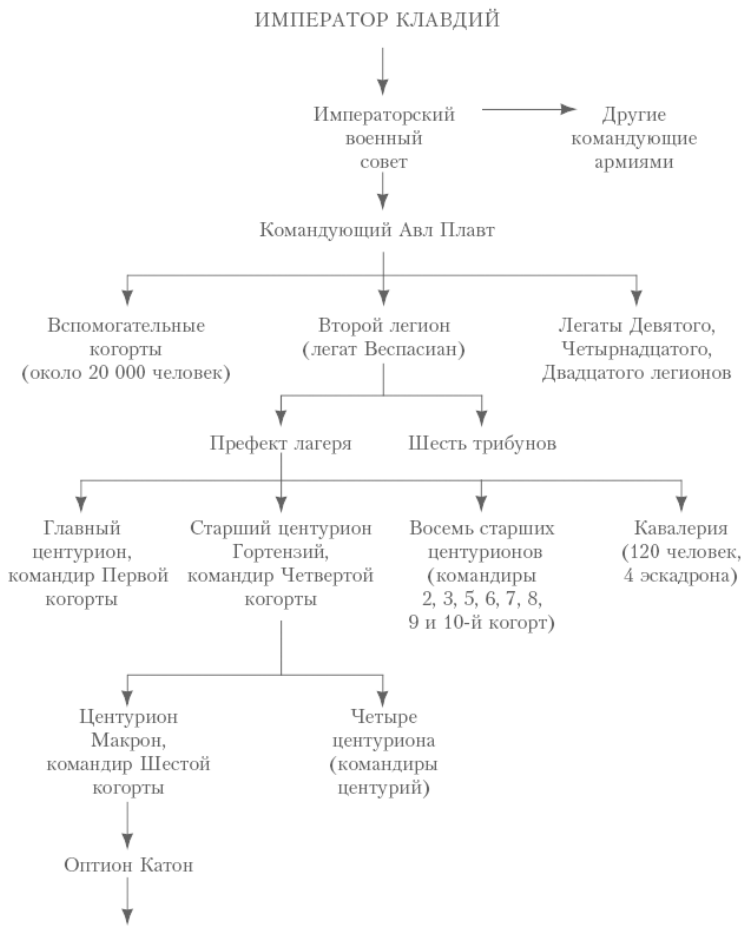 ИМПЕРАТОР КЛАВДИЙ
Императорский
военный
совет
Другие
командующие
армиями
Командующий Авл Плавт
Вспомогательные
когорты
(около 20 000 человек)
Второй легион
(легат Веспасиан)
Легаты Девятого,
Четырнадцатого,
Двадцатого легионов
Префект лагеря
Шесть трибунов
Главный
центурион,
командир Первой
когорты
Старший центурион
Гортензий,
командир Четвертой
когорты
Восемь старших
центурионов
(командиры
2, 3, 5, 6, 7, 8,
9 и 10-й когорт)
Кавалерия
(120 человек,
4 эскадрона)
Центурион
Макрон,
командир Шестой
когорты
Четыре
центуриона
(командиры
центурий)
Оптион Катон